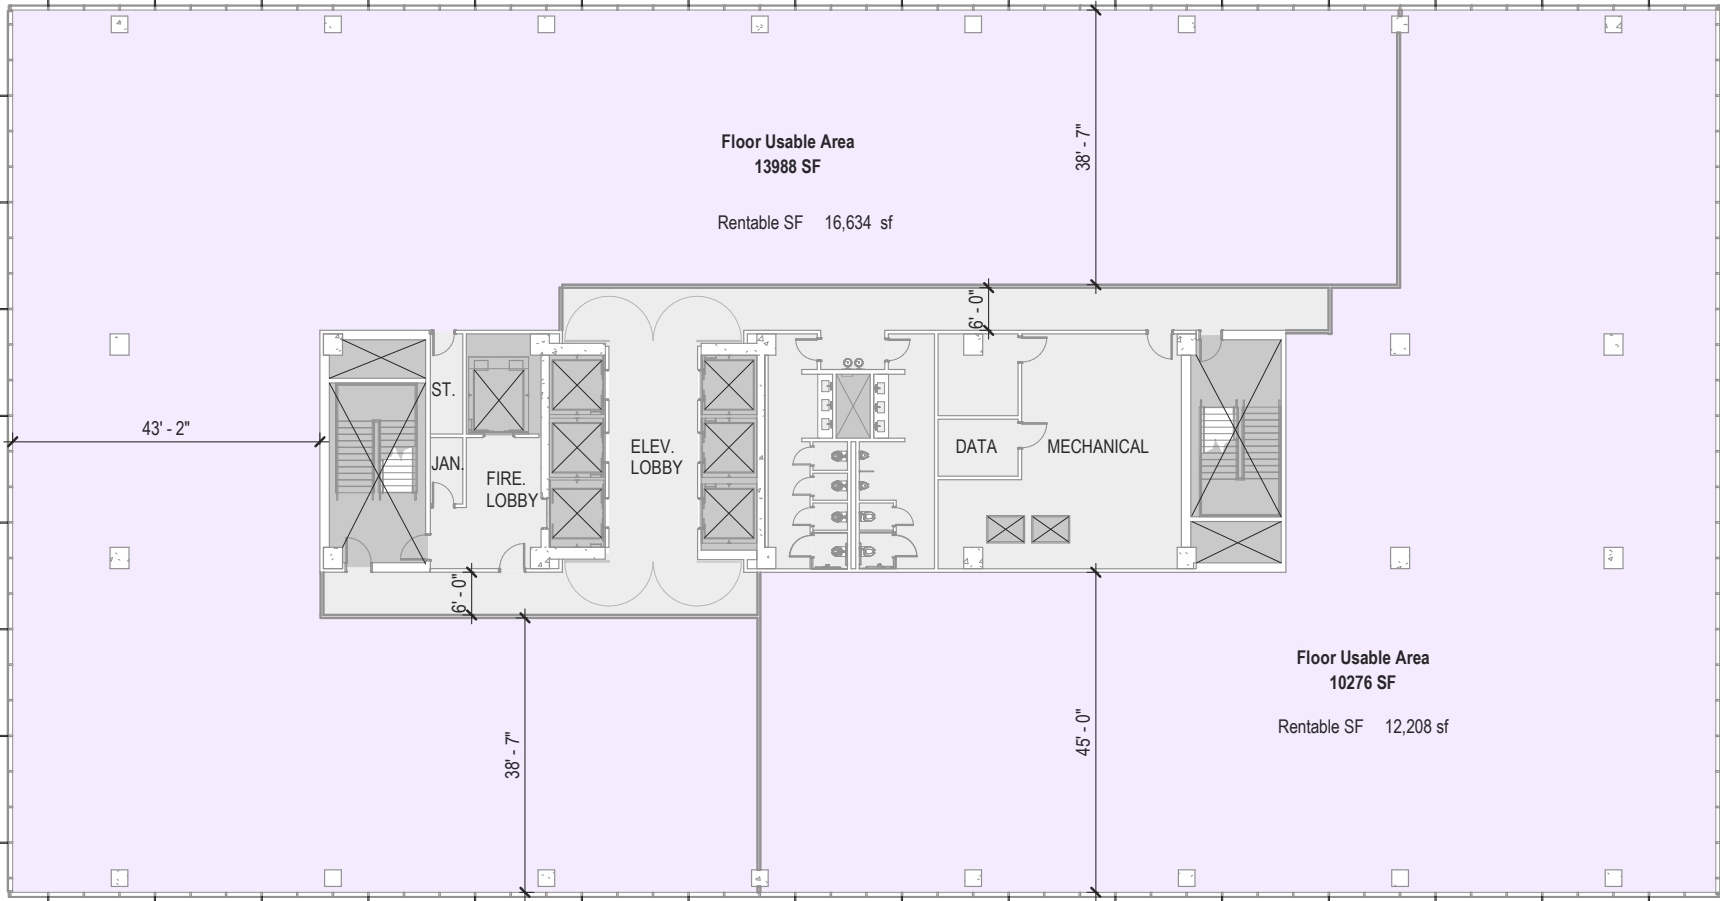 Floor Usable Area
13988 SF
Rentable SF 16,634 sf
38' - 7"
6' - 0"
43' - 2"
ST.
JAN.
FIRE.
LOBBY
ELEV.
LOBBY
DATA
MECHANICAL
6' - 0"
38' - 7"
45' - 0"
Floor Usable Area
10276 SF
Rentable SF 12,208 sf